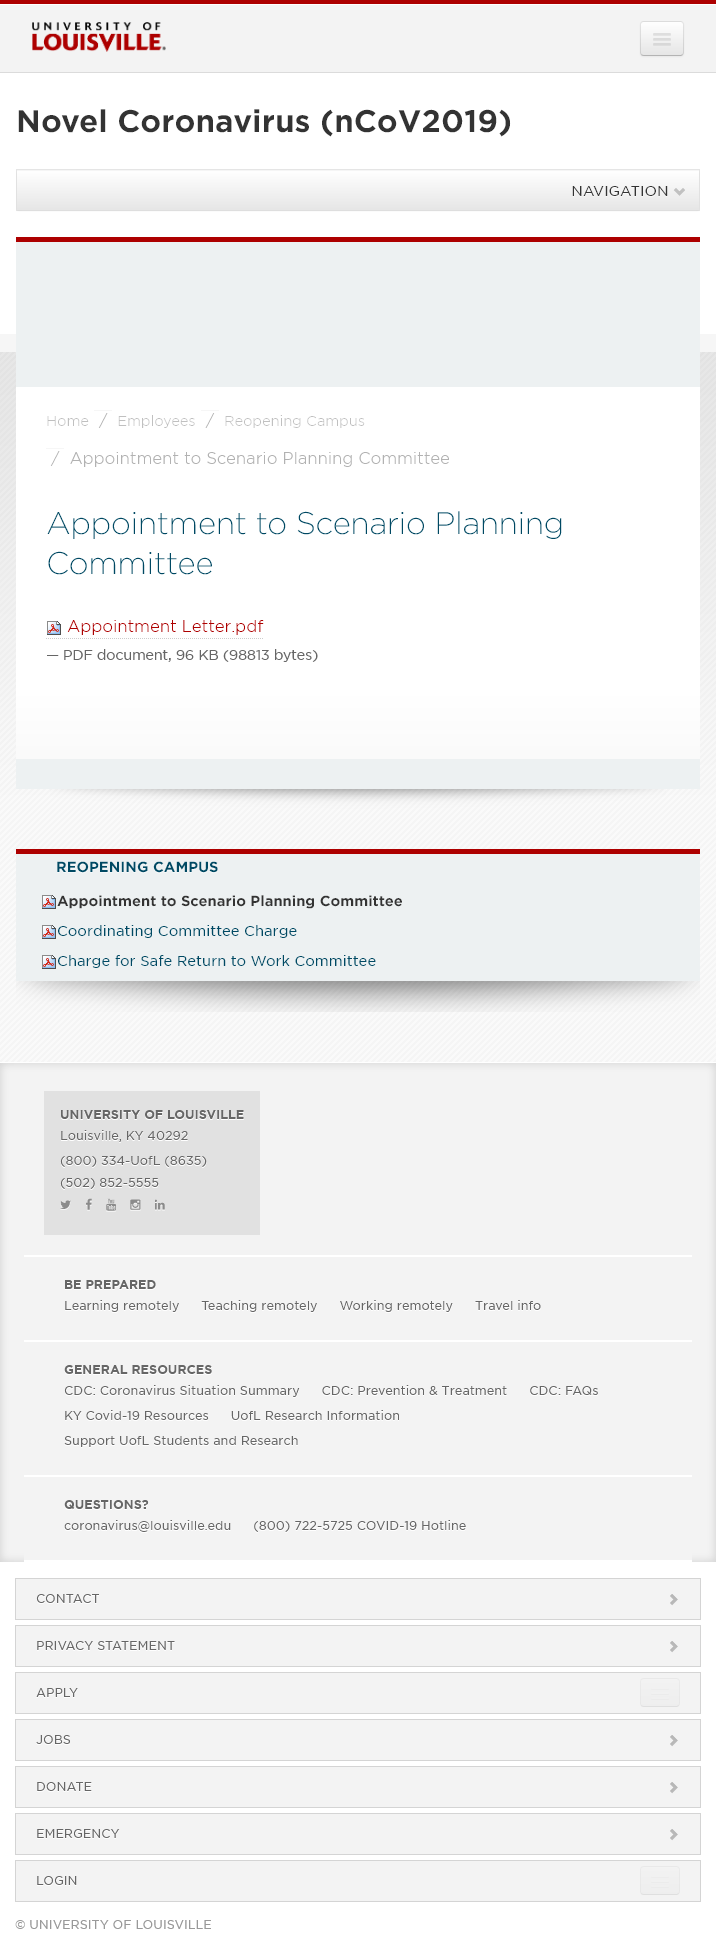 UNIVERSITY OF
LOUISVILLE.
Novel Coronavirus (nCoV2019)
NAVIGATION
Home / Employees / Reopening Campus
/ Appointment to Scenario Planning Committee
Appointment to Scenario Planning
Committee
Appointment Letter.pdf
— PDF document, 96 KB (98813 bytes)
REOPENING CAMPUS
Appointment to Scenario Planning Committee
Coordinating Committee Charge
Charge for Safe Return to Work Committee
UNIVERSITY OF LOUISVILLE
Louisville, KY 40292
(800) 334-UofL (8635)
(502) 852-5555
BE PREPARED
Learning remotely Teaching remotely Working remotely Travel info
GENERAL RESOURCES
CDC: Coronavirus Situation Summary CDC: Prevention & Treatment CDC: FAQs
KY Covid-19 Resources UofL Research Information
Support UofL Students and Research
QUESTIONS?
coronavirus@louisville.edu (800) 722-5725 COVID-19 Hotline
CONTACT
PRIVACY STATEMENT
APPLY
JOBS
DONATE
EMERGENCY
LOGIN
© UNIVERSITY OF LOUISVILLE